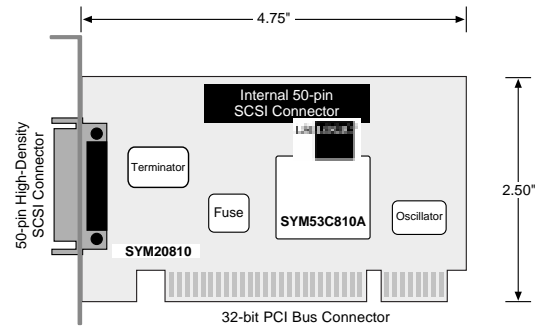 4.75"
Internal 50-pin
SCSI Connector
50-pin High-Density
SCSI Connector
Terminator
2.50"
Fuse
SYM53C810A
Oscillator
SYM20810
32-bit PCI Bus Connector